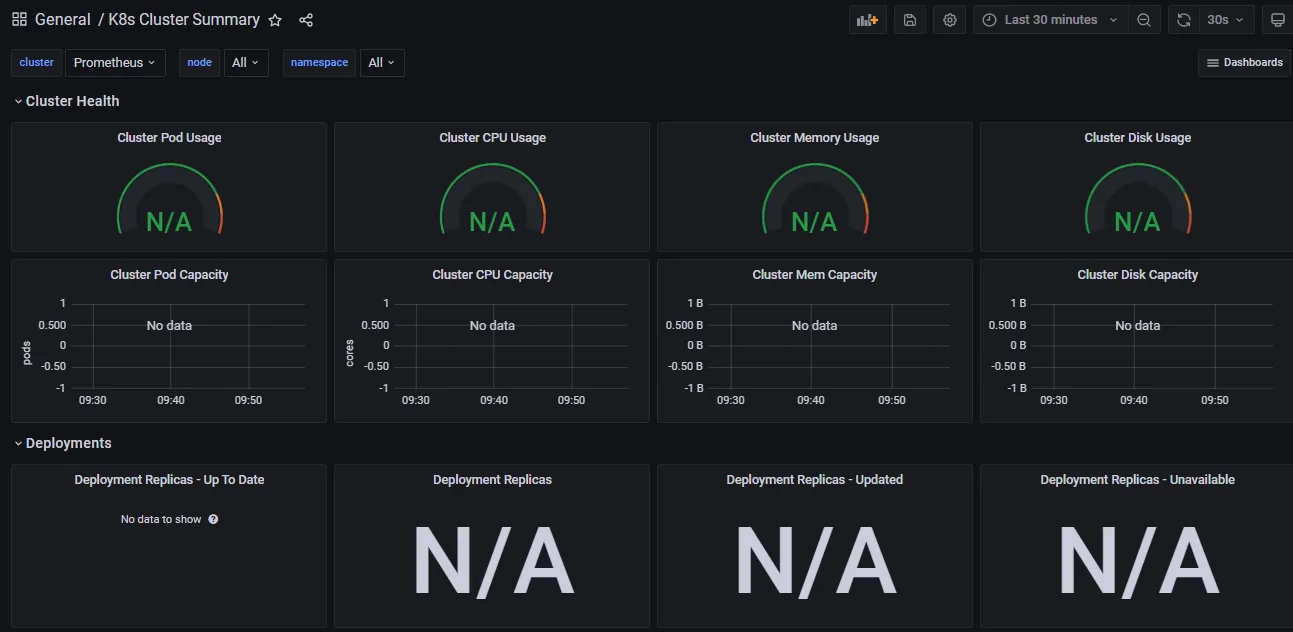 General / K8s Cluster Summary
Last 30 minutes
30s
cluster Prometheus node All namespace All
Dashboards
Cluster Health
Cluster Pod Usage
N/A
Cluster CPU Usage
N/A
Cluster Memory Usage
N/A
Cluster Disk Usage
N/A
Cluster Pod Capacity
pods
1
0.500
0
-0.50
-1
No data
09:30 09:40 09:50
Cluster CPU Capacity
cores
1
0.500
0
-0.50
-1
No data
09:30 09:40 09:50
Cluster Mem Capacity
1 B
0.500 B
0 B
-0.50 B
-1 B
No data
09:30 09:40 09:50
Cluster Disk Capacity
1 B
0.500 B
0 B
-0.50 B
-1 B
No data
09:30 09:40 09:50
Deployments
Deployment Replicas - Up To Date
No data to show ?
Deployment Replicas
N/A
Deployment Replicas - Updated
N/A
Deployment Replicas - Unavailable
N/A